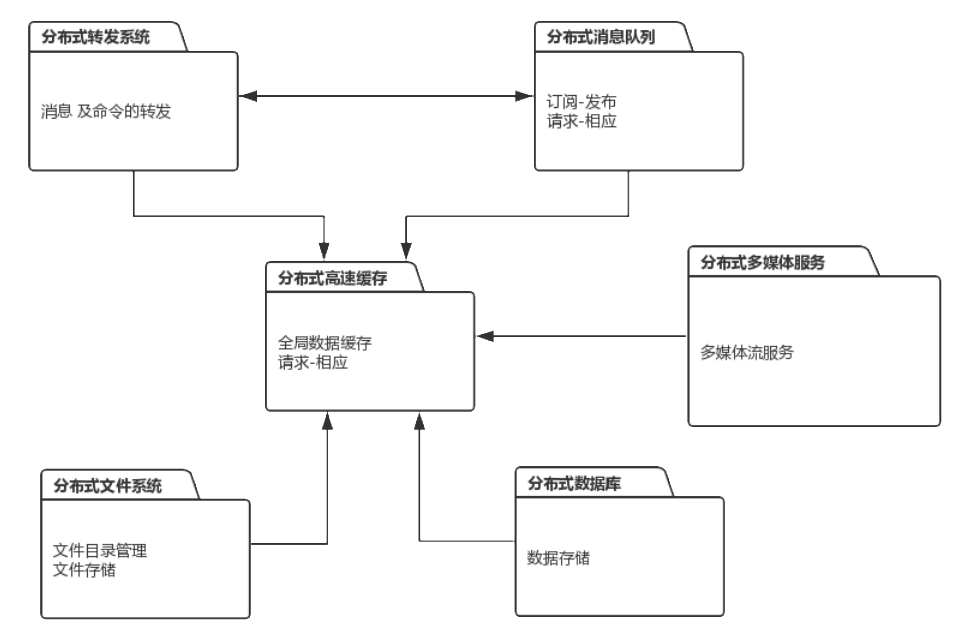 分布式转发系统
消息 及命令的转发
分布式消息队列
订阅-发布
请求-相应
分布式高速缓存
全局数据缓存
请求-相应
分布式多媒体服务
多媒体流服务
分布式文件系统
文件目录管理
文件存储
分布式数据库
数据存储